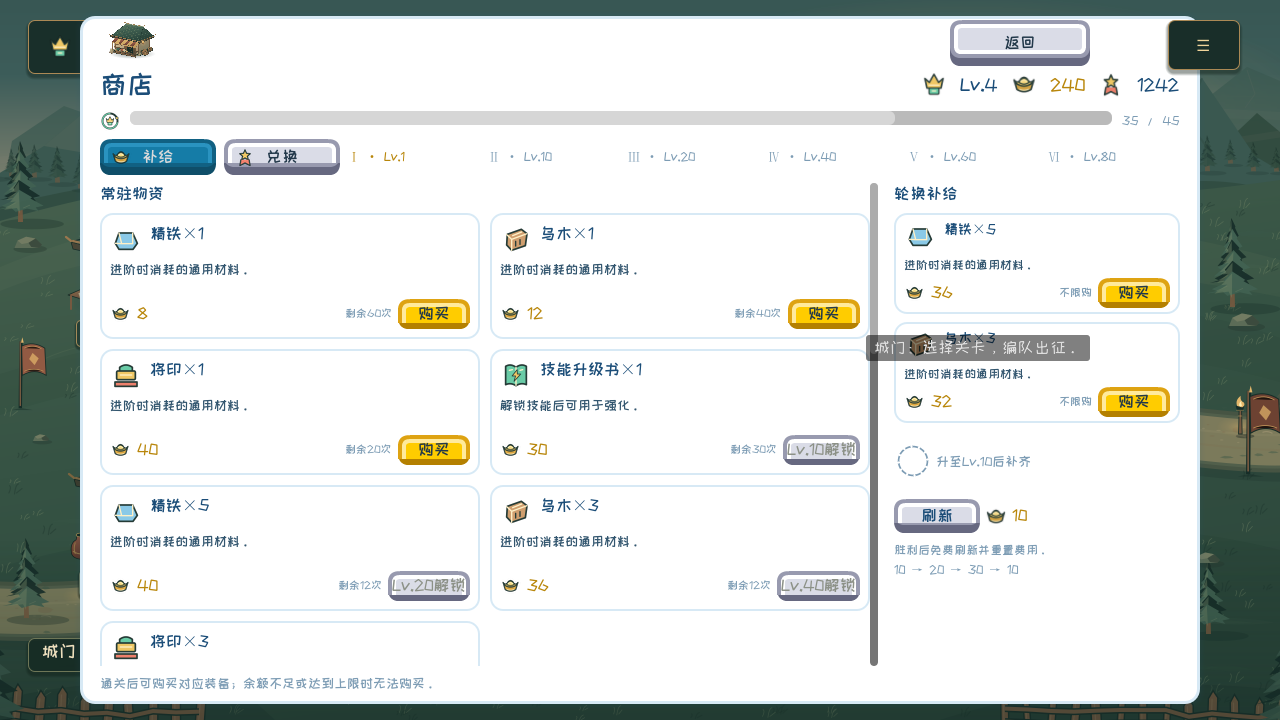 返回
☰
商店
Lv.4 240 1242
35 / 45
补给
兑换
I · Lv.1
II · Lv.10
III · Lv.20
IV · Lv.40
V · Lv.60
VI · Lv.80
常驻物资
精铁×1
进阶时消耗的通用材料.
8 剩余60次 购买
乌木×1
进阶时消耗的通用材料.
12 剩余40次 购买
将印×1
进阶时消耗的通用材料.
40 剩余20次 购买
技能升级书×1
解锁技能后可用于强化.
30 剩余30次 Lv.10解锁
精铁×5
进阶时消耗的通用材料.
40 剩余12次 Lv.20解锁
乌木×3
进阶时消耗的通用材料.
36 剩余12次 Lv.40解锁
将印×3
轮换补给
精铁×5
进阶时消耗的通用材料.
36 不限购 购买
乌木×3
城门:选择关卡,编队出征.
进阶时消耗的通用材料.
32 不限购 购买
升至Lv.10后补齐
刷新 10
胜利后免费刷新并重置费用.
10 → 20 → 30 → 10
城门
通关后可购买对应装备; 余额不足或达到上限时无法购买.